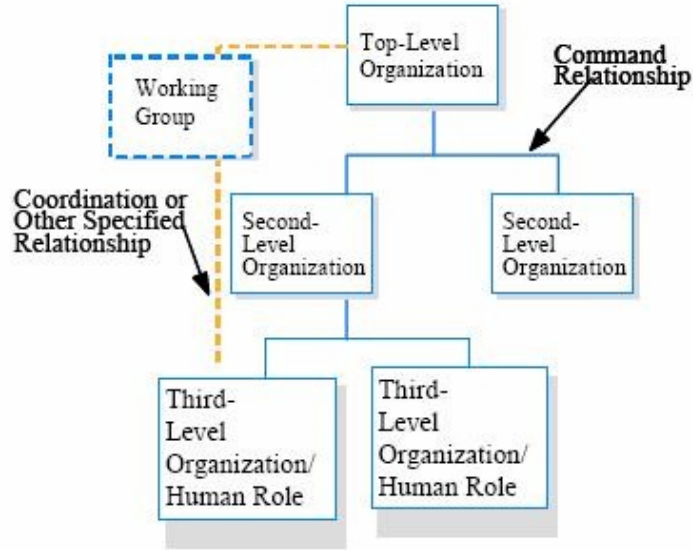 Top-Level
Organization
Command
Relationship
Working
Group
Coordination or
Other Specified
Relationship
Second-
Level
Organization
Second-
Level
Organization
Third-
Level
Organization/
Human Role
Third-
Level
Organization/
Human Role